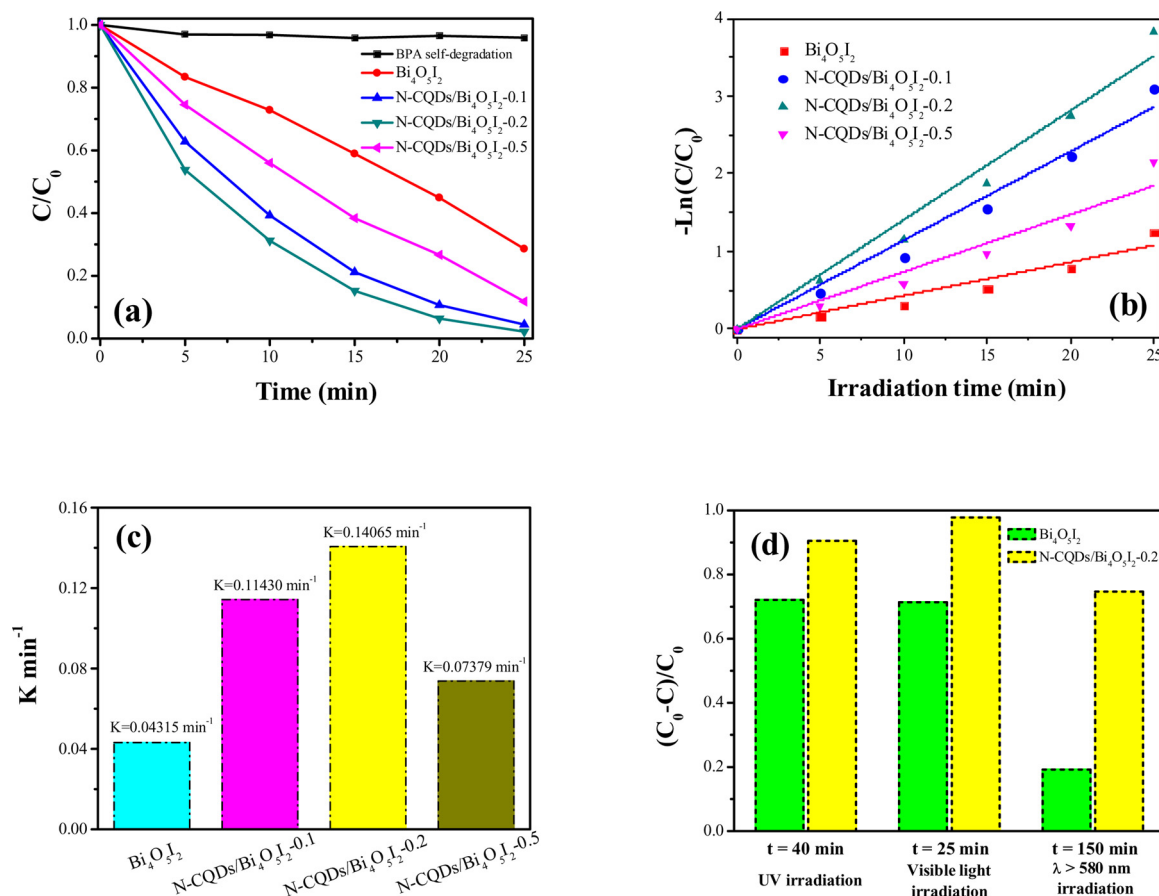 C/C₀
1.0
0.8
0.6
0.4
0.2
0.0
0 5 10 15 20 25
Time (min)
(a)
BPA self-degradation
Bi₄O₅I₂
N-CQDs/Bi₄O₅I₂-0.1
N-CQDs/Bi₄O₅I₂-0.2
N-CQDs/Bi₄O₅I₂-0.5
-Ln(C/C₀)
4
3
2
1
0
0 5 10 15 20 25
Irradiation time (min)
(b)
Bi₄O₅I₂
N-CQDs/Bi₄O₅I₂-0.1
N-CQDs/Bi₄O₅I₂-0.2
N-CQDs/Bi₄O₅I₂-0.5
K min⁻¹
0.16
0.12
0.08
0.04
0.00
(c)
K=0.04315 min⁻¹
K=0.11430 min⁻¹
K=0.14065 min⁻¹
K=0.07379 min⁻¹
Bi₄O₅I₂
N-CQDs/Bi₄O₅I₂-0.1
N-CQDs/Bi₄O₅I₂-0.2
N-CQDs/Bi₄O₅I₂-0.5
(C₀-C)/C₀
1.0
0.8
0.6
0.4
0.2
0.0
(d)
Bi₄O₅I₂
N-CQDs/Bi₄O₅I₂-0.2
t = 40 min
UV irradiation
t = 25 min
Visible light
irradiation
t = 150 min
λ > 580 nm
irradiation